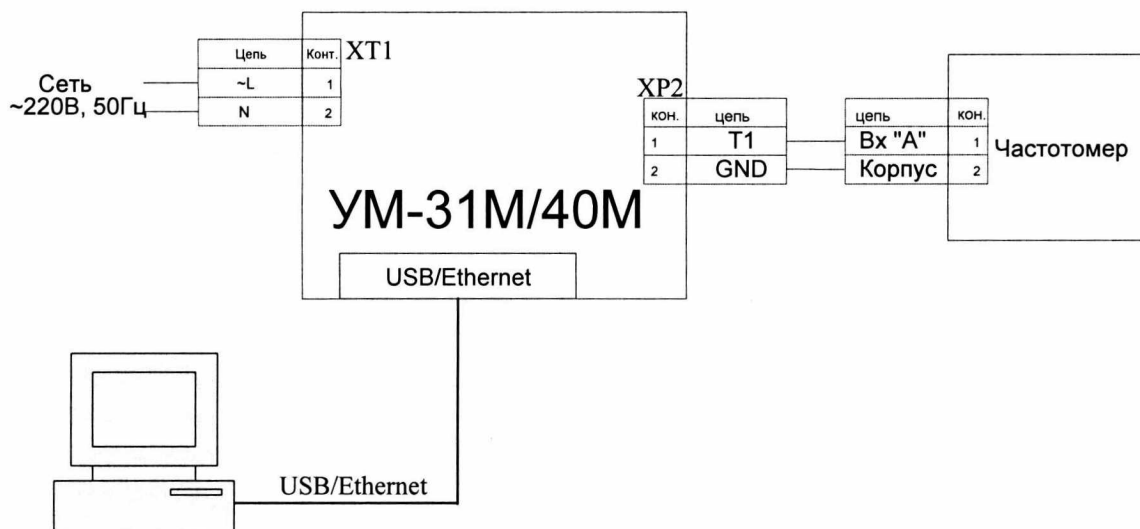 Цепь Конт. XT1
Сеть
~220В, 50Гц
~L 1
N 2
XP2
кон. цепь
1 T1
2 GND
цепь кон.
Вх "А" 1
Корпус 2
Частотомер
УМ-31М/40М
USB/Ethernet
USB/Ethernet